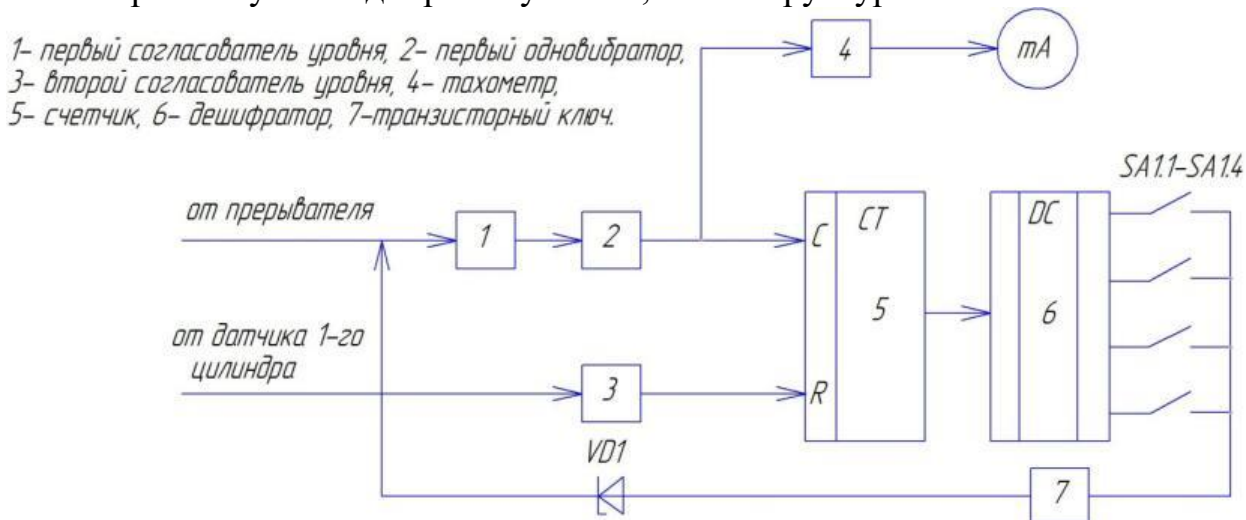 1– первый согласователь уровня, 2– первый одновибратор,
3– второй согласователь уровня, 4– тахометр,
5– счетчик, 6– дешифратор, 7–транзисторный ключ.
4
mA
SA1.1–SA1.4
от прерывателя
1
2
C
CT
DC
5
6
от датчика 1–го
цилиндра
3
R
VD1
7